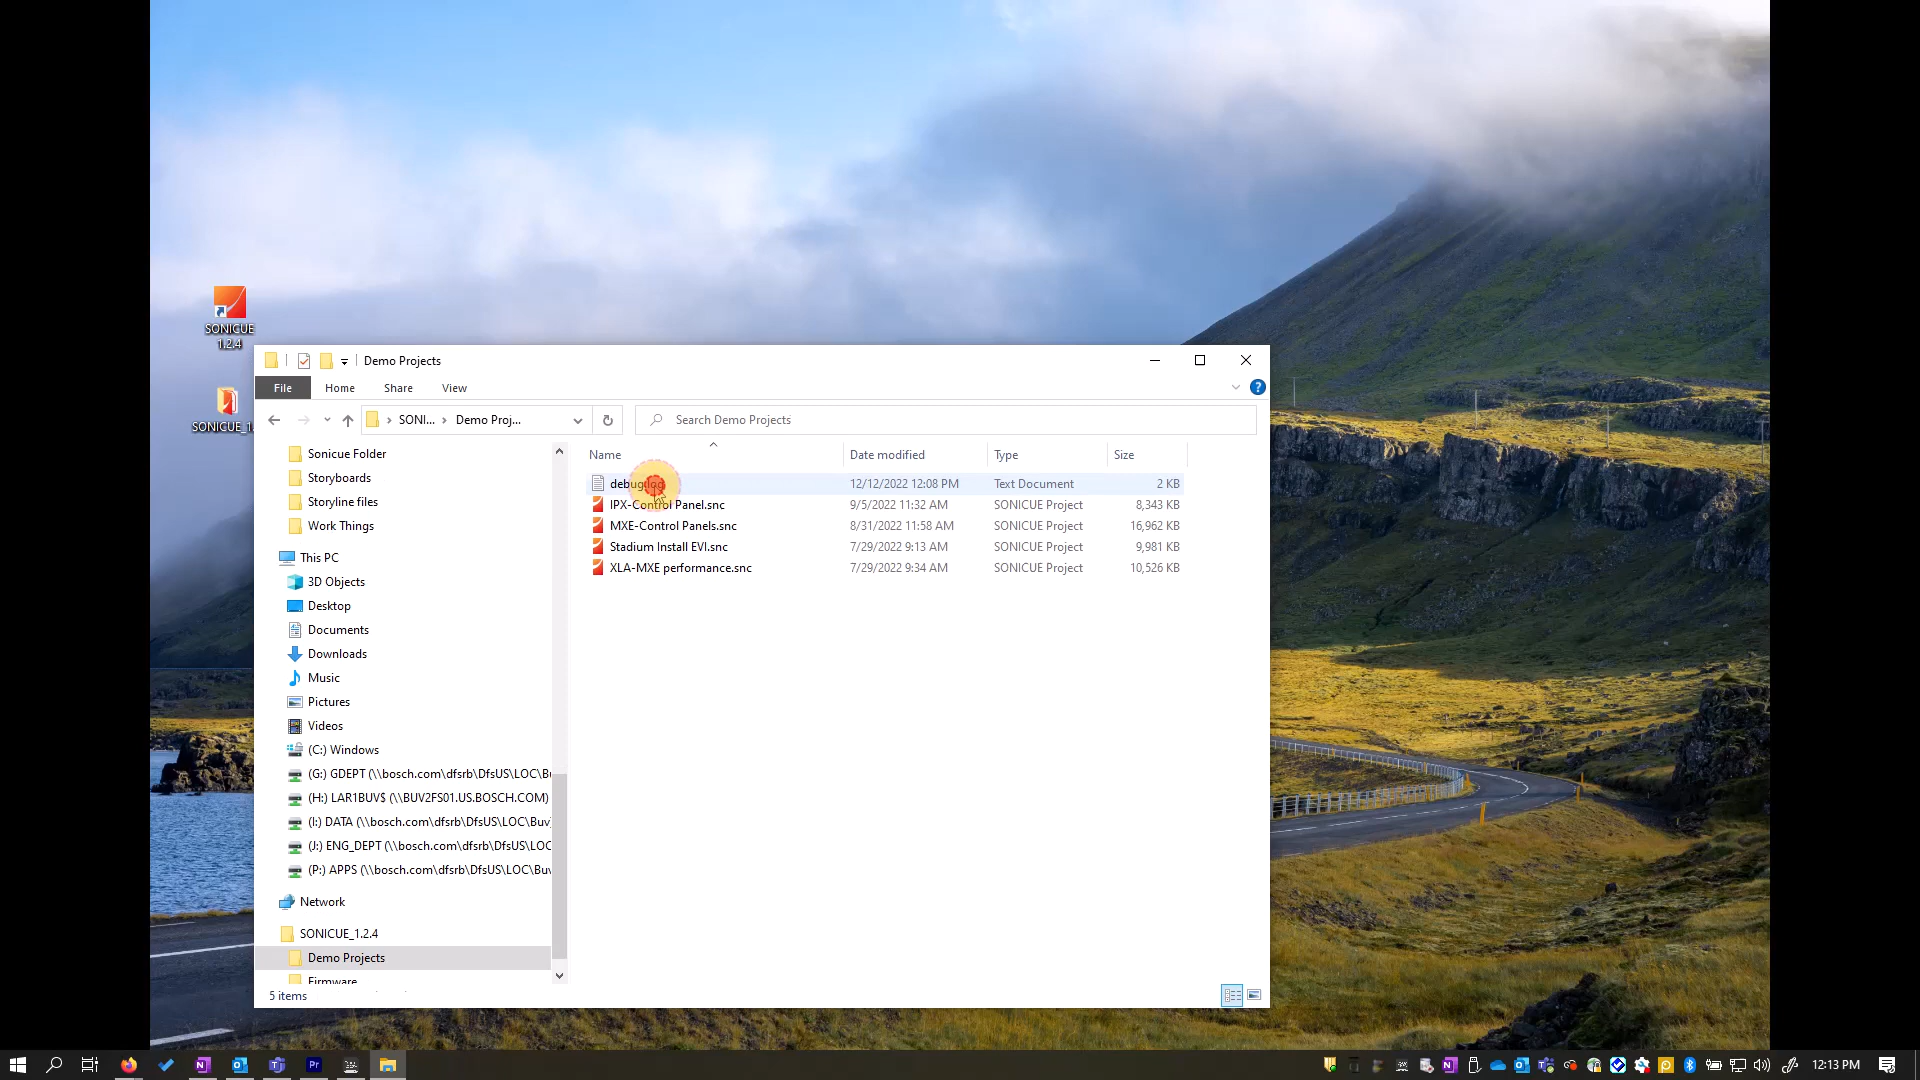 SONICUE
1.2.4
SONICUE_1.
Demo Projects
File
Home
Share
View
SONI...
Demo Proj...
Search Demo Projects
Sonicue Folder
Storyboards
Storyline files
Work Things
This PC
3D Objects
Desktop
Documents
Downloads
Music
Pictures
Videos
(C:) Windows
(G:) GDEPT (\\bosch.com\dfsrb\DfsUS\LOC\B
(H:) LAR1BUV$ (\\BUV2FS01.US.BOSCH.COM)
(I:) DATA (\\bosch.com\dfsrb\DfsUS\LOC\Buv
(J:) ENG_DEPT (\\bosch.com\dfsrb\DfsUS\LOC
(P:) APPS (\\bosch.com\dfsrb\DfsUS\LOC\Buv
Network
SONICUE_1.2.4
Demo Projects
Firmware
Name Date modified Type Size
12/12/2022 12:08 PM Text Document 2 KB
IPX-Control Panel.snc 9/5/2022 11:32 AM SONICUE Project 8,343 KB
MXE-Control Panels.snc 8/31/2022 11:58 AM SONICUE Project 16,962 KB
Stadium Install EVI.snc 7/29/2022 9:13 AM SONICUE Project 9,981 KB
XLA-MXE performance.snc 7/29/2022 9:34 AM SONICUE Project 10,526 KB
5 items
12:13 PM